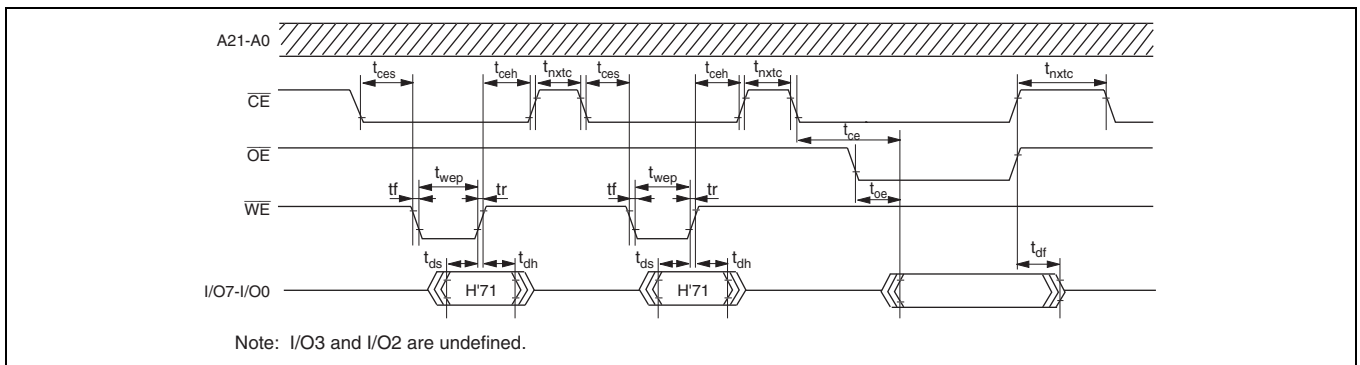 A21-A0
tces tceh tnxtc tces tceh tnxtc tnxtc
CE
tce
OE
twep twep
tf tr tf tr toe
WE
tds tdh tds tdh tdf
I/O7-I/O0 H'71 H'71
Note: I/O3 and I/O2 are undefined.